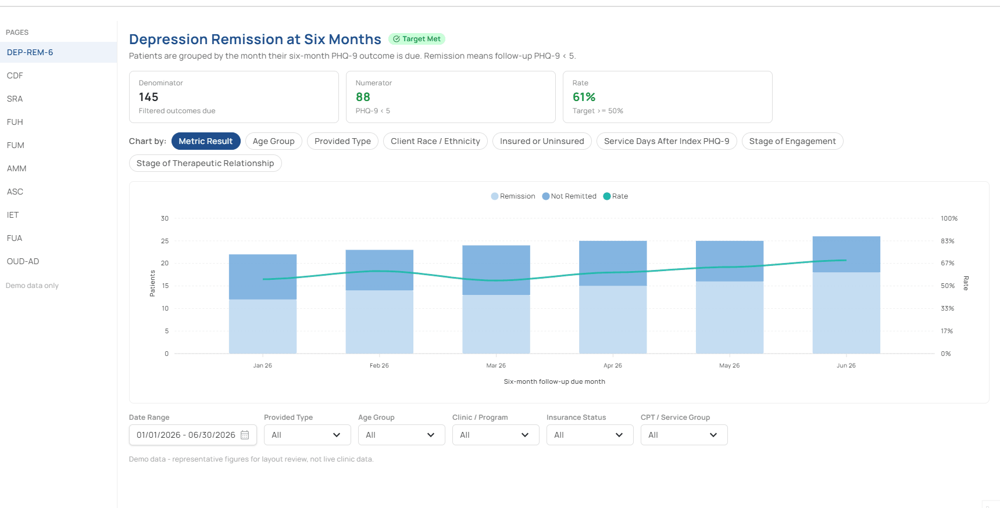 PAGES
DEP-REM-6
CDF
SRA
FUH
FUM
AMM
ASC
IET
FUA
OUD-AD
Demo data only
Depression Remission at Six Months Target Met
Patients are grouped by the month their six-month PHQ-9 outcome is due. Remission means follow-up PHQ-9 < 5.
Denominator
145
Filtered outcomes due
Numerator
88
PHQ-9 < 5
Rate
61%
Target >= 50%
Chart by: Metric Result Age Group Provided Type Client Race / Ethnicity Insured or Uninsured Service Days After Index PHQ-9 Stage of Engagement
Stage of Therapeutic Relationship
Remission Not Remitted Rate
30 100%
25 83%
20 67%
15 50%
10 33%
5 17%
0 0%
Patients
Rate
Jan 26 Feb 26 Mar 26 Apr 26 May 26 Jun 26
Six-month follow-up due month
Date Range Provided Type Age Group Clinic / Program Insurance Status CPT / Service Group
01/01/2026 - 06/30/2026 All All All All All
Demo data - representative figures for layout review, not live clinic data.